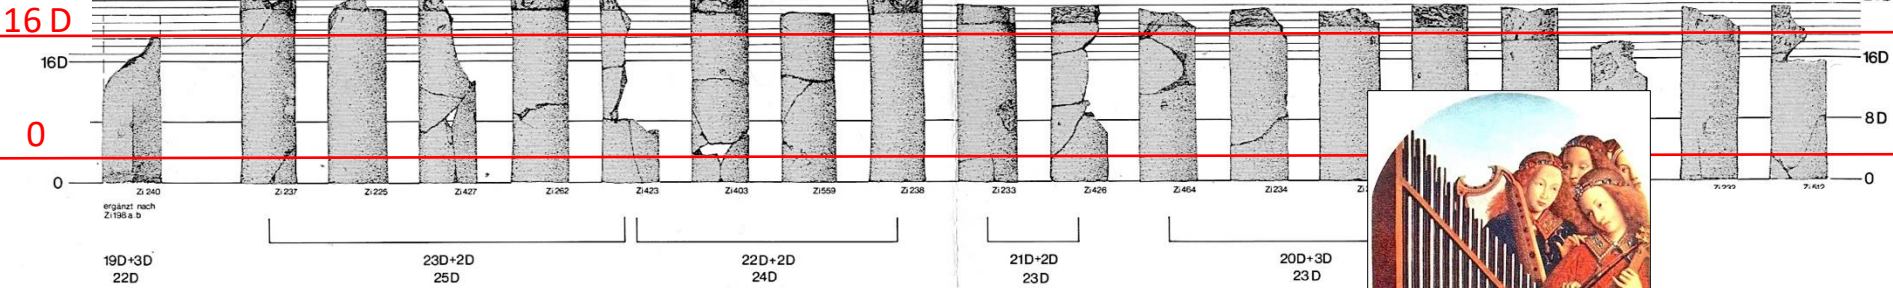 16 D
16D
16D
0
8D
0
0
Zi 240
Zi 237
Zi 225
Zi 427
Zi 262
Zi 423
Zi 403
Zi 559
Zi 238
Zi 233
Zi 426
Zi 464
Zi 234
Zi 512
ergänzt nach
Zi 198 a.b
19D+3D
23D+2D
22D+2D
21D+2D
20D+3D
22D
25D
24D
23D
23D